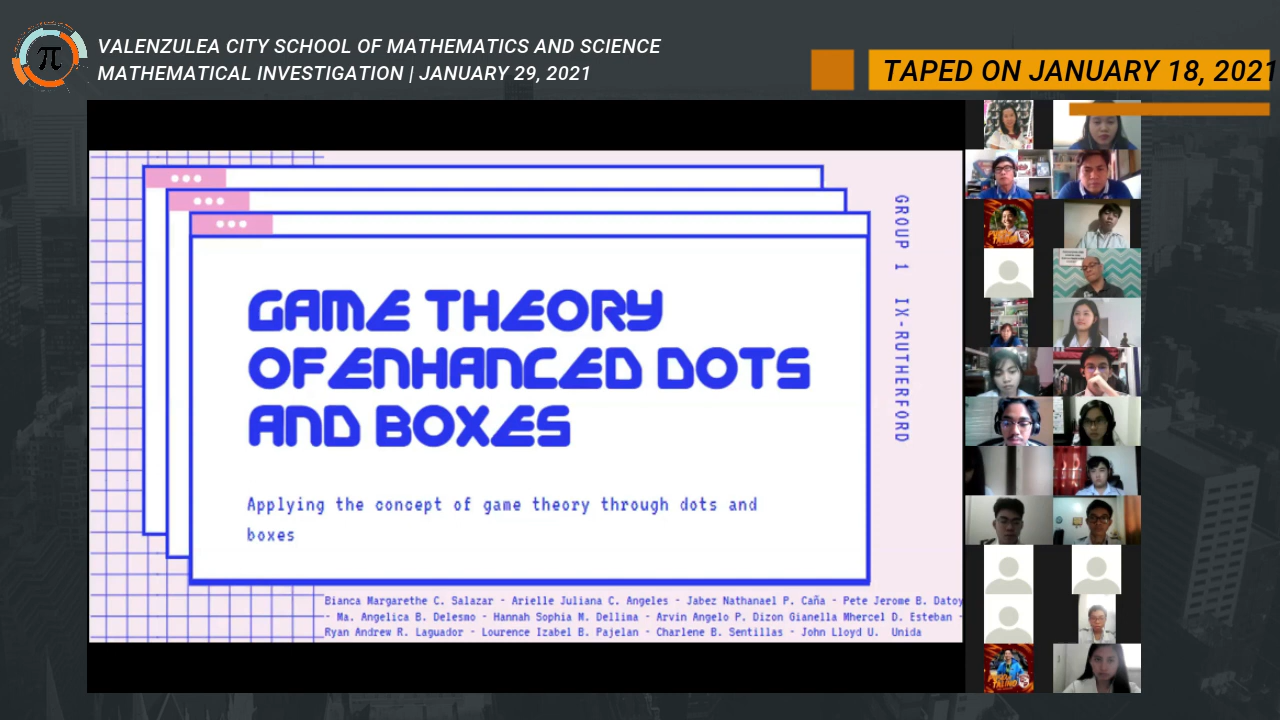 VALENZULEA CITY SCHOOL OF MATHEMATICS AND SCIENCE
MATHEMATICAL INVESTIGATION | JANUARY 29, 2021
TAPED ON JANUARY 18, 2021
π
GAME THEORY
OF ENHANCED DOTS
AND BOXES
Applying the concept of game theory through dots and
boxes
GROUP 1 IX-RUTHERFORD
Bianca Margarethe C. Salazar - Arielle Juliana C. Angeles - Jabez Nathanael P. Caña - Pete Jerome B. Datoy
- Ma. Angelica B. Delesmo - Hannah Sophia M. Dellima - Arvin Angelo P. Dizon Gianella Mhercel D. Esteban -
Ryan Andrew R. Laguador - Lourence Izabel B. Pajelan - Charlene B. Sentillas - John Lloyd U. Unida